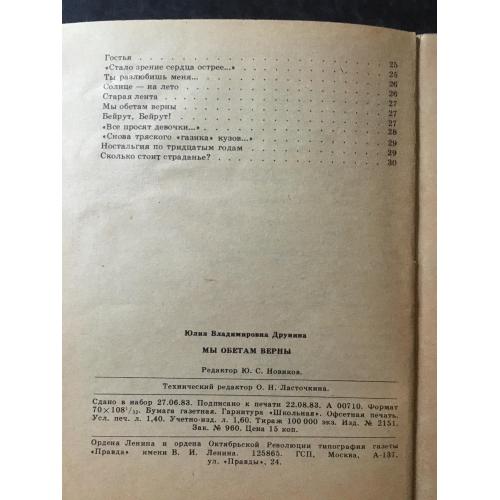 Гостья . . . 25
«Стало зрение сердца острее...» . . . 25
Ты разлюбишь меня... . . . 26
Солнце — на лето . . . 26
Старая лента . . . 27
Мы обетам верны . . . 27
Бейрут, Бейрут! . . . 27
«Все просят девочки...» . . . 28
«Снова тряского «газика» кузов...» . . . 29
Ностальгия по тридцатым годам . . . 29
Сколько стоит страданье? . . . 30
Юлия Владимировна Друнина
МЫ ОБЕТАМ ВЕРНЫ
Редактор Ю. С. Новиков.
Технический редактор О. Н. Ласточкина.
Сдано в набор 27.06.83. Подписано к печати 22.08.83. А 00710. Формат
70×108¹/₃₂. Бумага газетная. Гарнитура «Школьная». Офсетная печать.
Усл. печ. л. 1,40. Учетно-изд. л. 1,60. Тираж 100 000 экз. Изд. № 2151.
Зак. № 960. Цена 15 коп.
Ордена Ленина и ордена Октябрьской Революции типография газеты
«Правда» имени В. И. Ленина. 125865. ГСП, Москва, А-137,
ул. «Правды», 24.